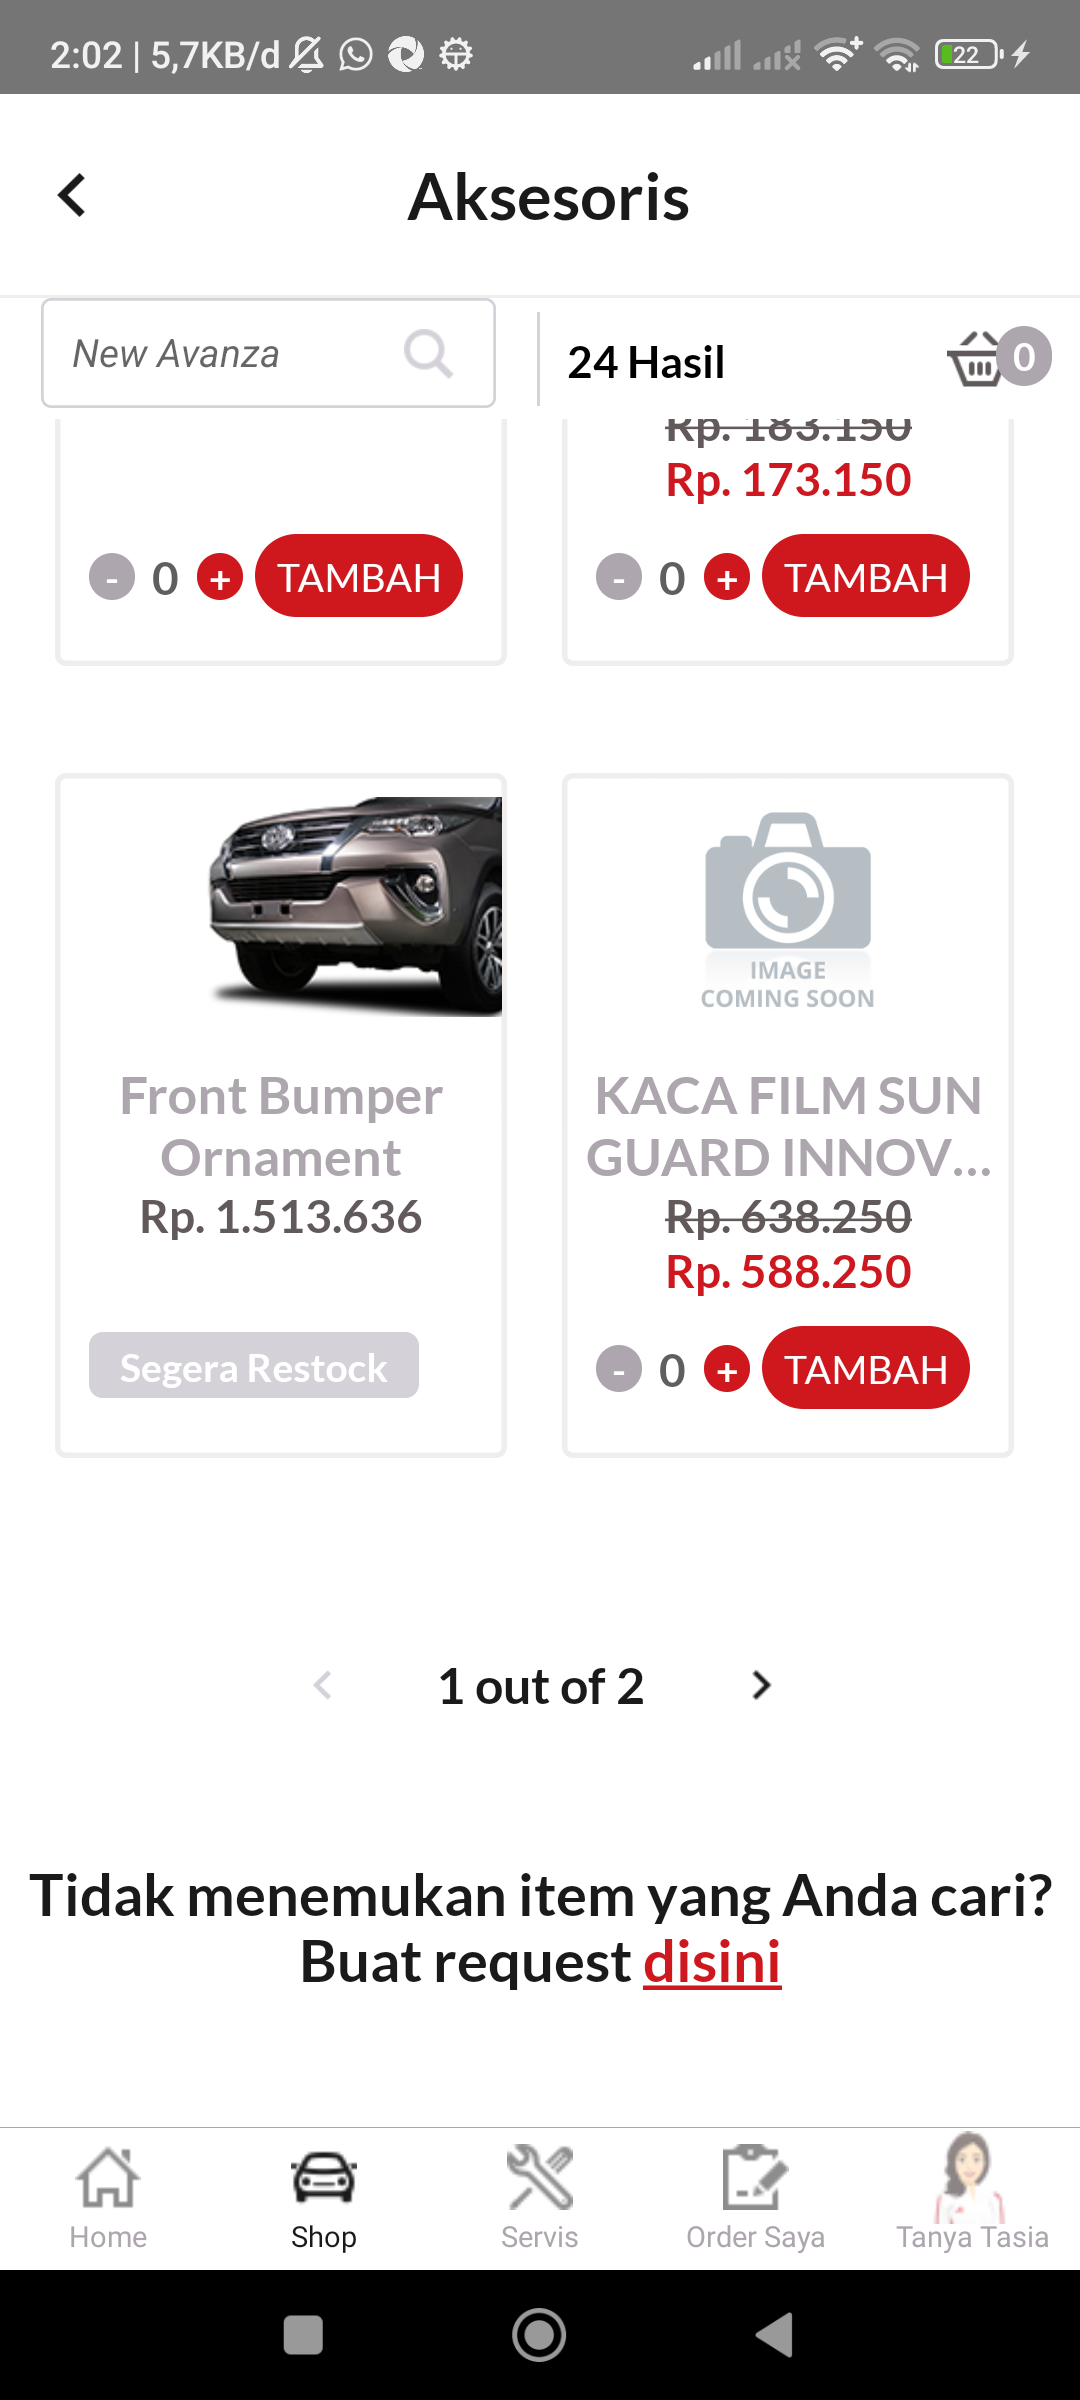 2:02 | 5,7KB/d
22
Aksesoris
New Avanza
24 Hasil
0
Rp. 183.150
Rp. 173.150
- 0 + TAMBAH
- 0 + TAMBAH
IMAGE
COMING SOON
Front Bumper
Ornament
Rp. 1.513.636
Segera Restock
KACA FILM SUN
GUARD INNOV...
Rp. 638.250
Rp. 588.250
- 0 + TAMBAH
1 out of 2
Tidak menemukan item yang Anda cari?
Buat request disini
Home
Shop
Servis
Order Saya
Tanya Tasia